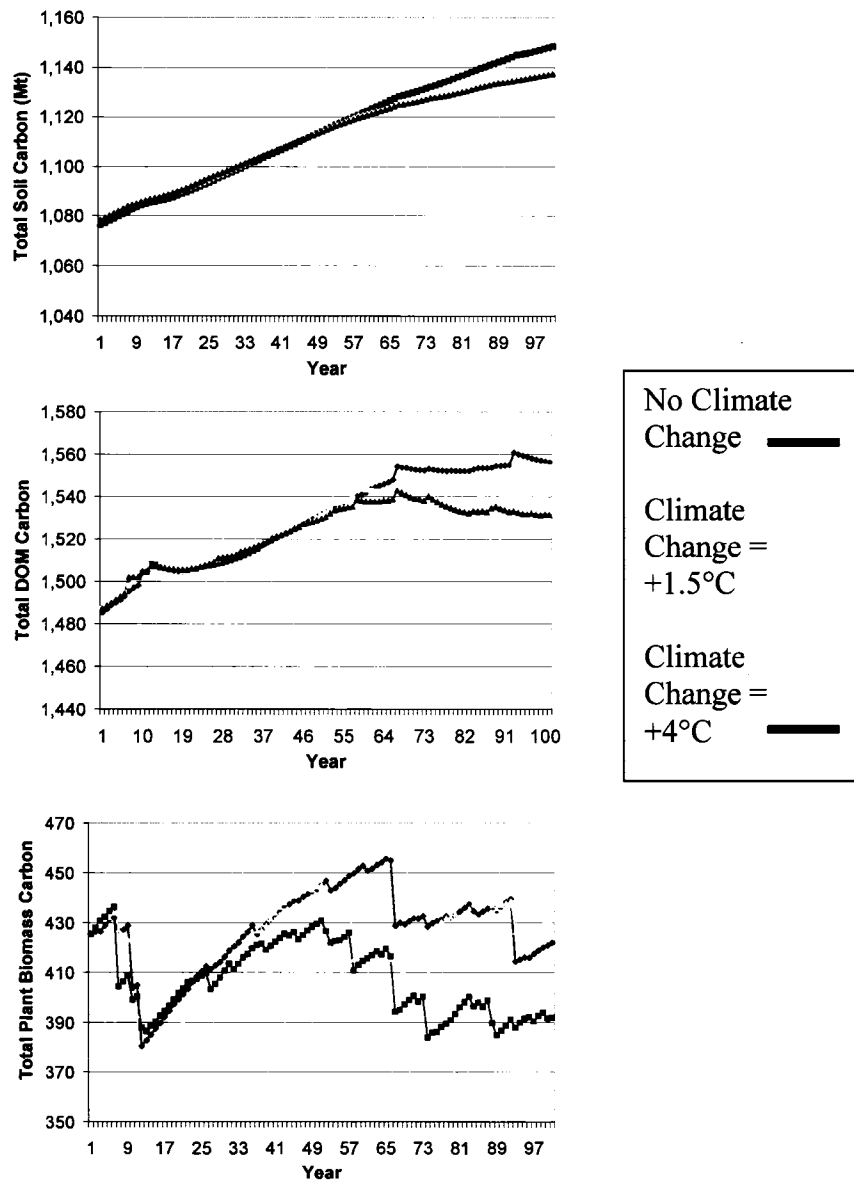 1,160
1,140
1,120
1,100
1,080
1,060
1,040
Total Soil Carbon (Mt)
1 9 17 25 33 41 49 57 65 73 81 89 97
Year
1,580
1,560
1,540
1,520
1,500
1,480
1,460
1,440
Total DOM Carbon
1 10 19 28 37 46 55 64 73 82 91 100
Year
No Climate
Change
Climate
Change =
+1.5°C
Climate
Change =
+4°C
470
450
430
410
390
370
350
Total Plant Biomass Carbon
1 9 17 25 33 41 49 57 65 73 81 89 97
Year